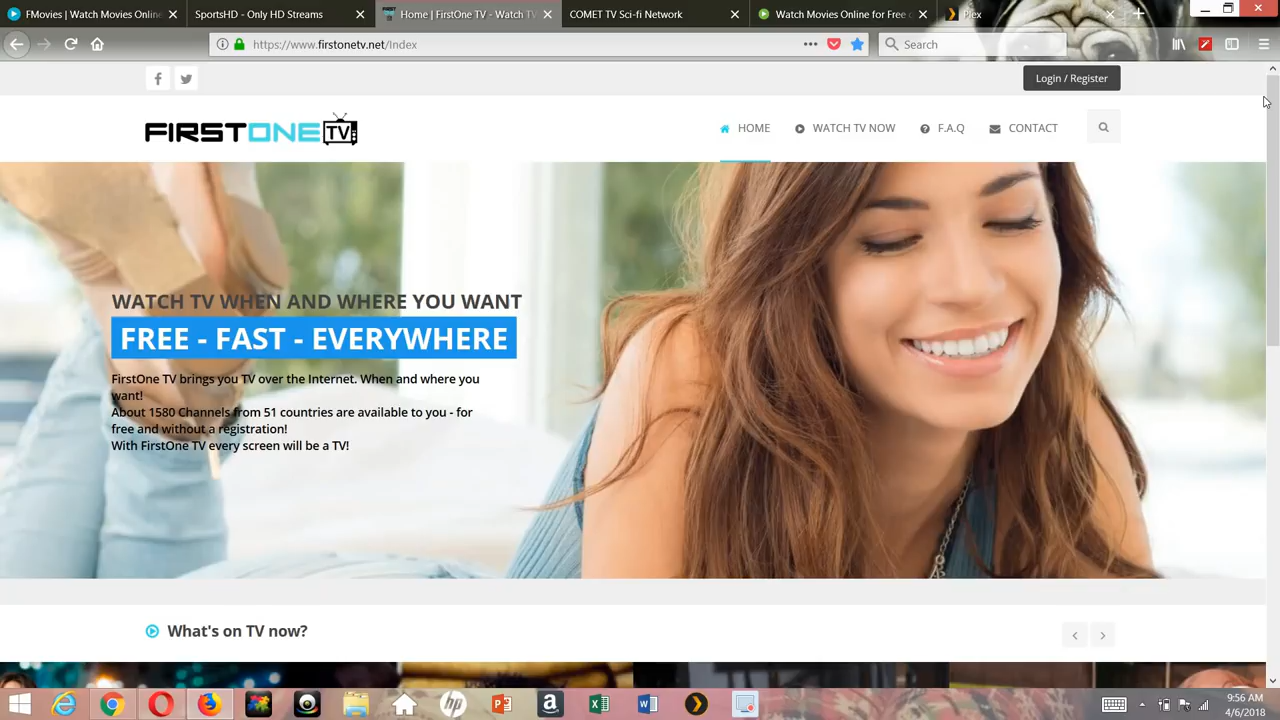 FMovies | Watch Movies Online
SportsHD - Only HD Streams
Home | FirstOne TV - Watch TV
COMET TV Sci-fi Network
Watch Movies Online for Free
Plex
https://www.firstonetv.net/Index
Search
Login / Register
FIRSTONE TV
HOME
WATCH TV NOW
F.A.Q
CONTACT
WATCH TV WHEN AND WHERE YOU WANT
FREE - FAST - EVERYWHERE
FirstOne TV brings you TV over the Internet. When and where you
want!
About 1580 Channels from 51 countries are available to you - for
free and without a registration!
With FirstOne TV every screen will be a TV!
What's on TV now?
9:56 AM
4/6/2018